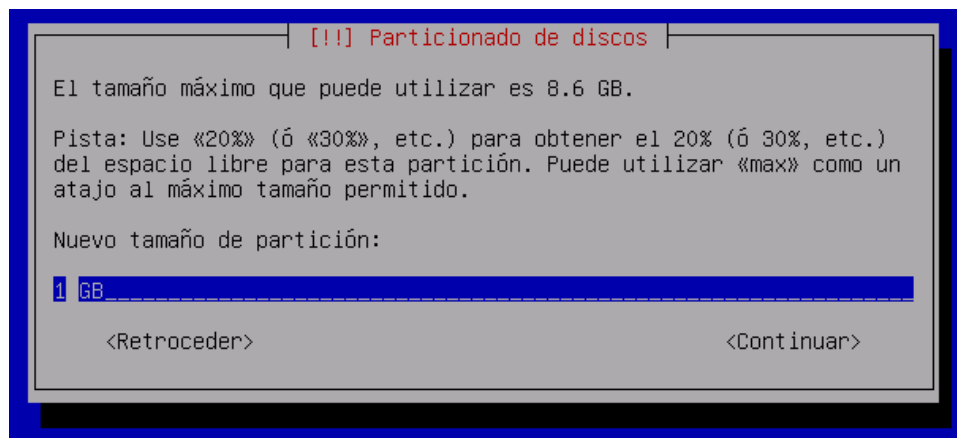 [!!] Particionado de discos
El tamaño máximo que puede utilizar es 8.6 GB.
Pista: Use «20%» (ó «30%», etc.) para obtener el 20% (ó 30%, etc.)
del espacio libre para esta partición. Puede utilizar «max» como un
atajo al máximo tamaño permitido.
Nuevo tamaño de partición:
1 GB
<Retroceder> <Continuar>